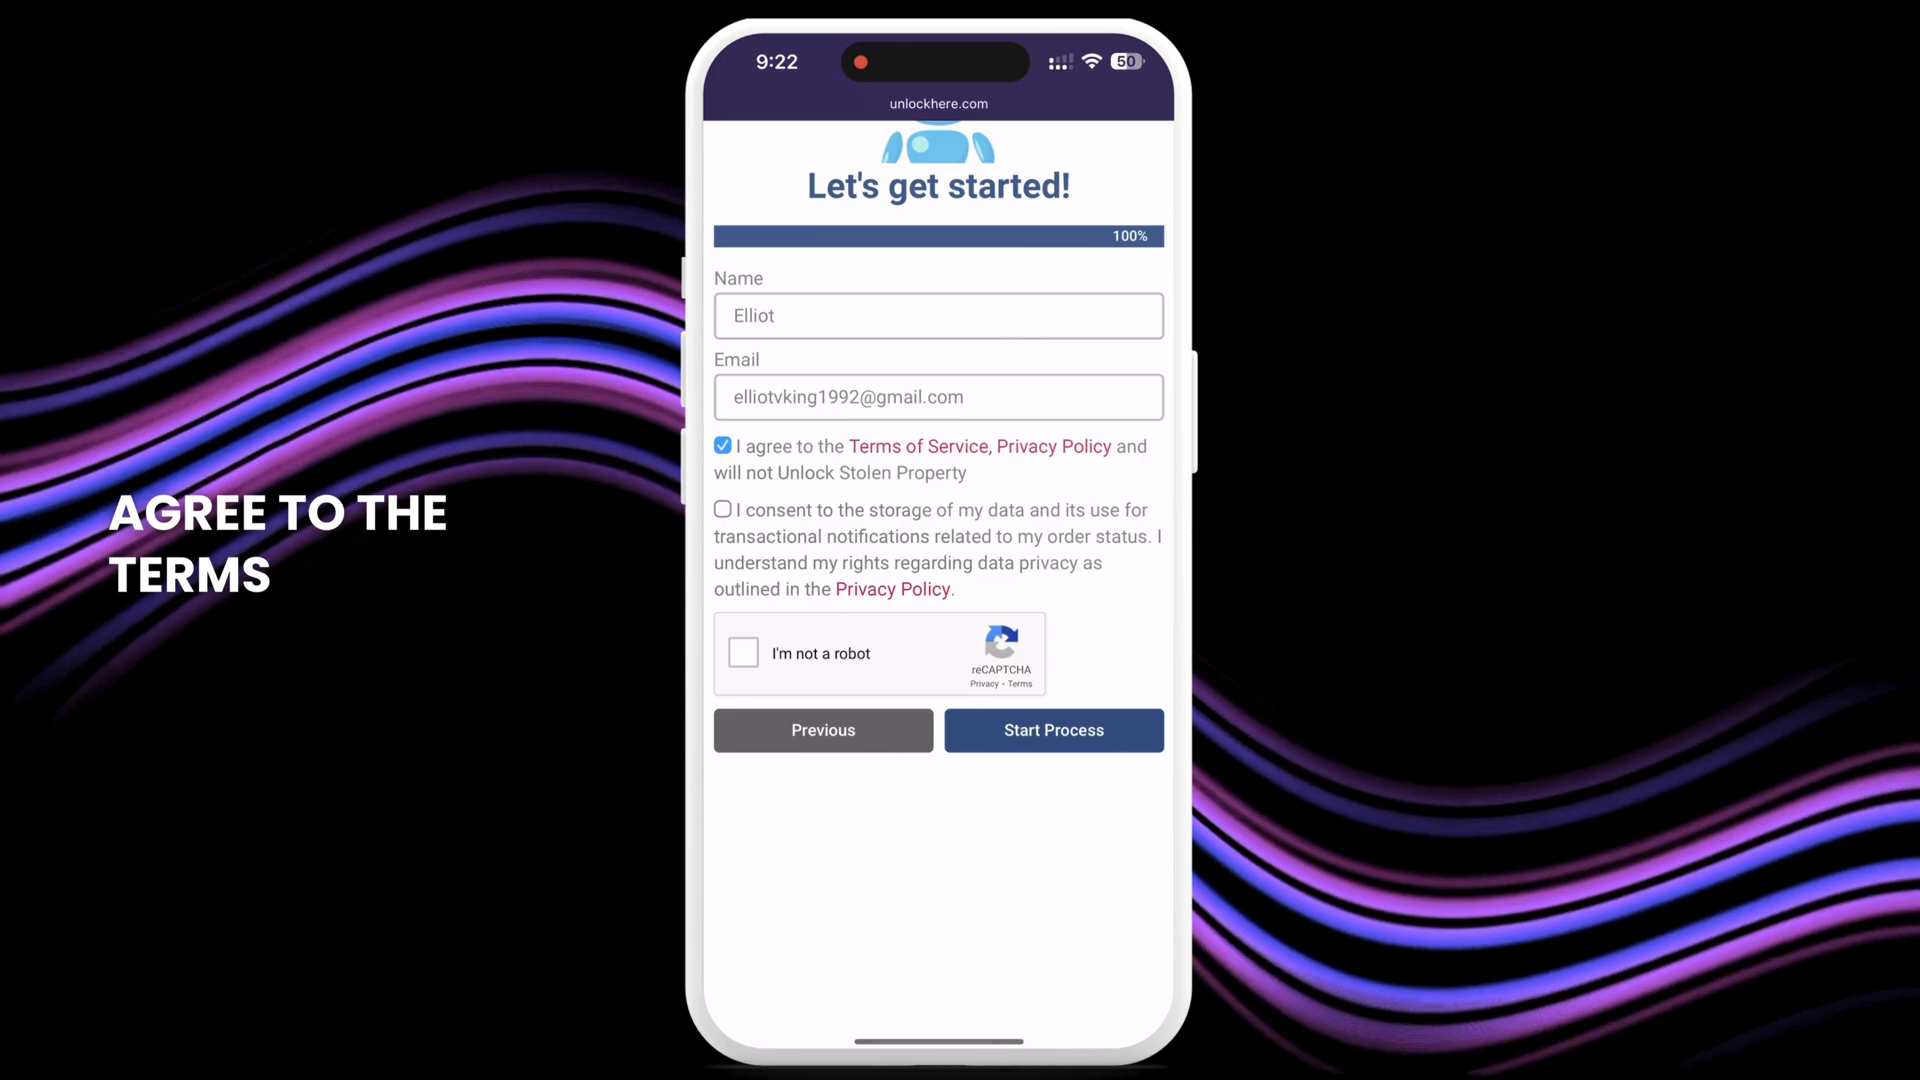 9:22
50
unlockhere.com
Let's get started!
100%
Name
Elliot
Email
elliotvking1992@gmail.com
I agree to the Terms of Service, Privacy Policy and
will not Unlock Stolen Property
I consent to the storage of my data and its use for
transactional notifications related to my order status. I
understand my rights regarding data privacy as
outlined in the Privacy Policy.
I'm not a robot
reCAPTCHA
Privacy - Terms
Previous
Start Process
AGREE TO THE
TERMS